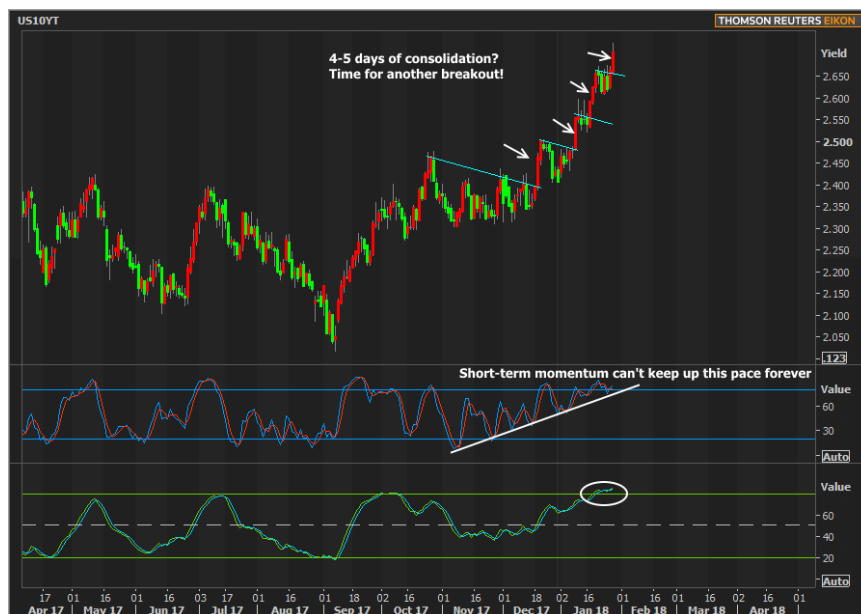 US10YT
THOMSON REUTERS EIKON
4-5 days of consolidation?
Time for another breakout!
Yield
2.650
2.600
2.550
2.500
2.450
2.400
2.350
2.300
2.250
2.200
2.150
2.100
2.050
.123
Short-term momentum can't keep up this pace forever
Value
60
30
Auto
Value
60
20
Auto
17 01 16 01 16 03 16 01 16 01 18 02 16 01 16 01 18 02 16 01 16 01 16 02 16 01
Apr 17 May 17 Jun 17 Jul 17 Aug 17 Sep 17 Oct 17 Nov 17 Dec 17 Jan 18 Feb 18 Mar 18 Apr 18